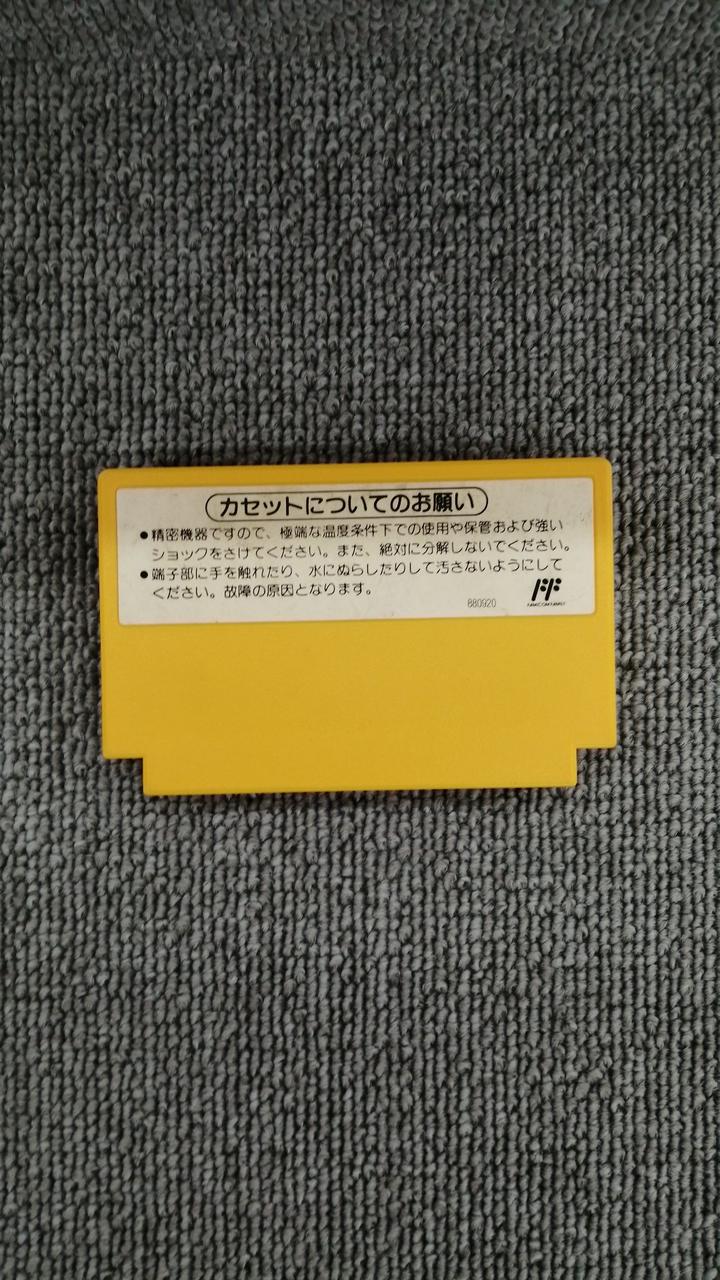 カセットについてのお願い
●精密機器ですので、極端な温度条件下での使用や保管および強い
ショックをさけてください。また、絶対に分解しないでください。
●端子部に手を触れたり、水にぬらしたりして汚さないようにして
ください。故障の原因となります。
880920
FAMICOM FAMILY